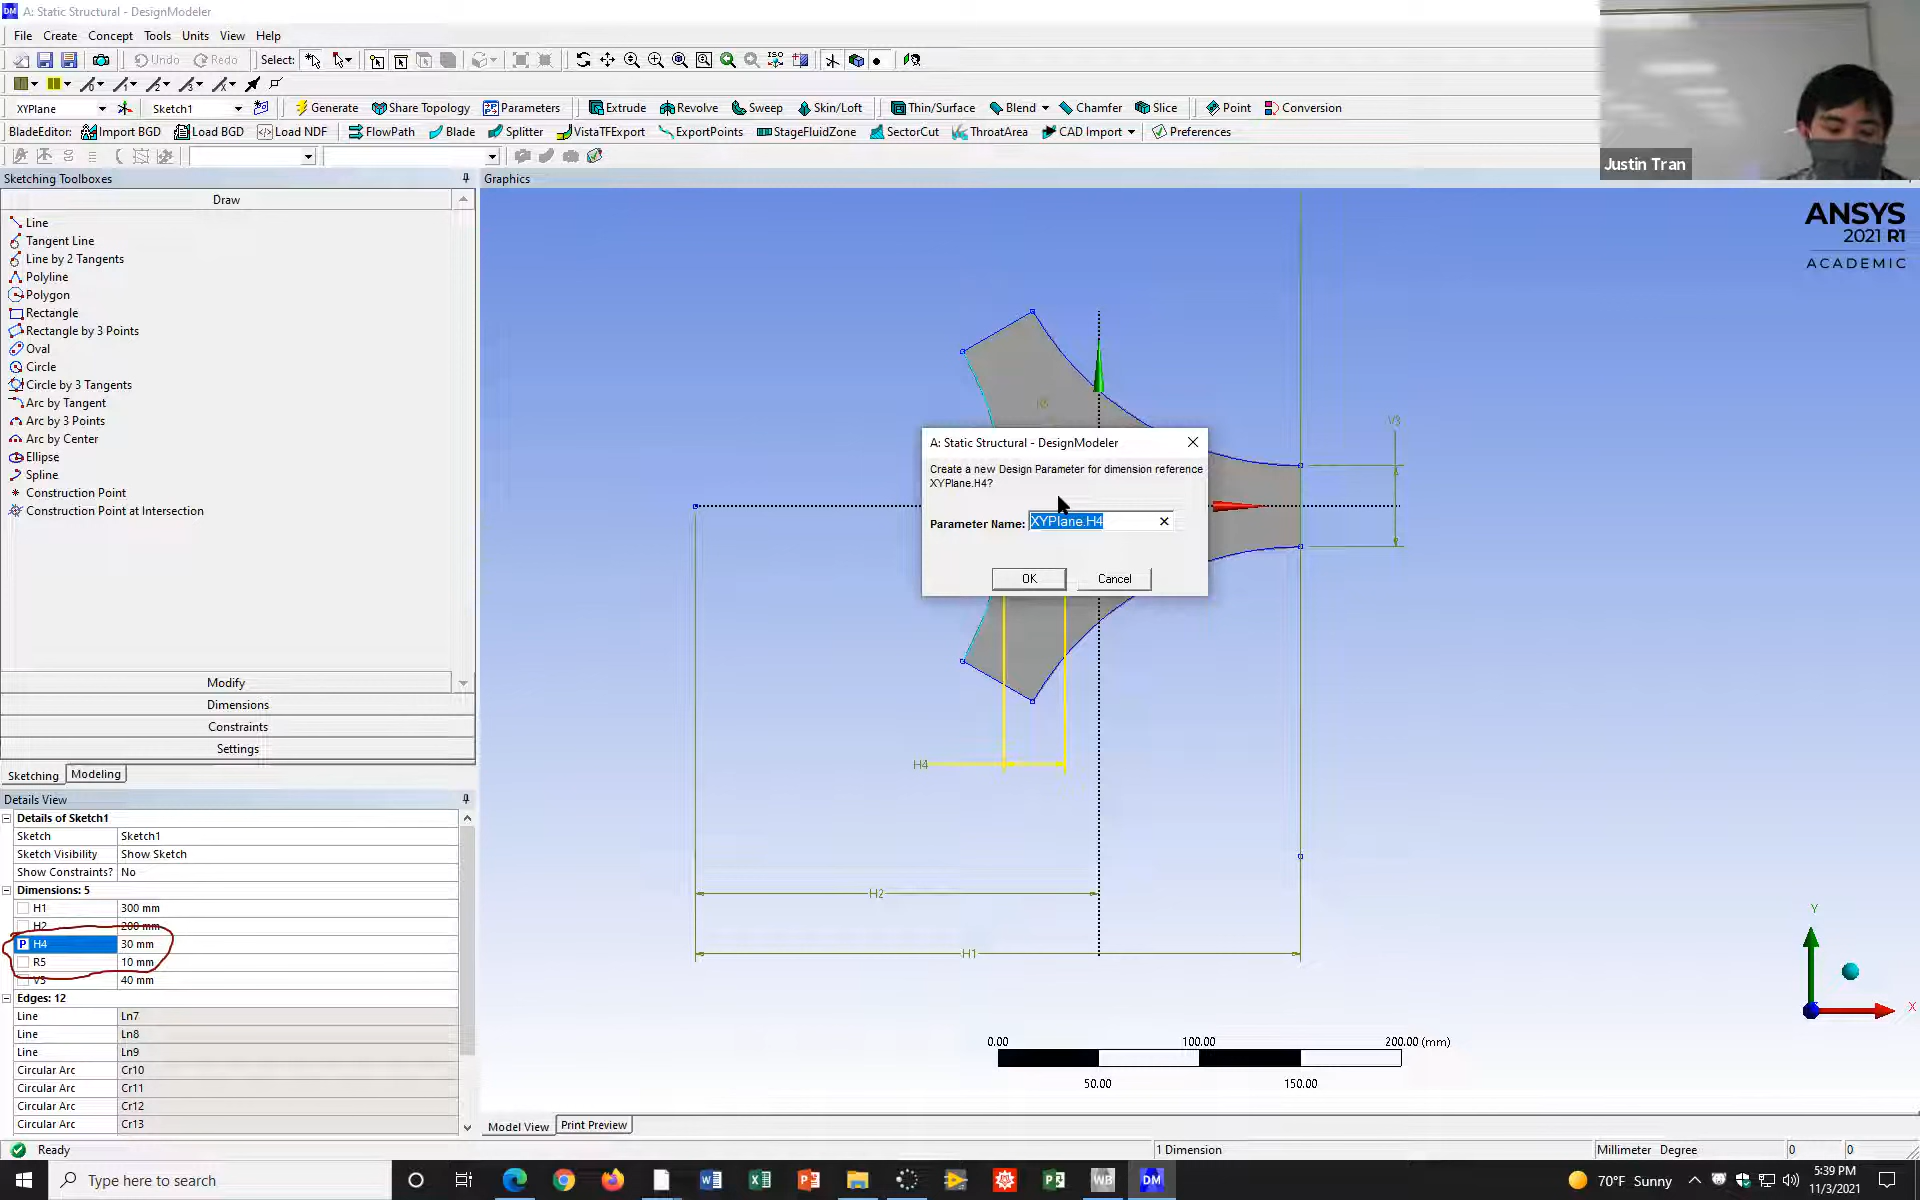 A: Static Structural - DesignModeler
File Create Concept Tools Units View Help
Undo Redo Select:
XYPlane Sketch1 Generate Share Topology Parameters Extrude Revolve Sweep Skin/Loft Thin/Surface Blend Chamfer Slice Point Conversion
BladeEditor: Import BGD Load BGD Load NDF FlowPath Blade Splitter VistaTFExport ExportPoints StageFluidZone SectorCut ThroatArea CAD Import Preferences
Justin Tran
Sketching Toolboxes
Draw
Line
Tangent Line
Line by 2 Tangents
Polyline
Polygon
Rectangle
Rectangle by 3 Points
Oval
Circle
Circle by 3 Tangents
Arc by Tangent
Arc by 3 Points
Arc by Center
Ellipse
Spline
Construction Point
Construction Point at Intersection
Modify
Dimensions
Constraints
Settings
Sketching Modeling
Details View
Details of Sketch1
Sketch Sketch1
Sketch Visibility Show Sketch
Show Constraints? No
Dimensions: 5
H1 300 mm
H2 200 mm
P H4 30 mm
R5 10 mm
V3 40 mm
Edges: 12
Line Ln7
Line Ln8
Line Ln9
Circular Arc Cr10
Circular Arc Cr11
Circular Arc Cr12
Circular Arc Cr13
Graphics
ANSYS
2021 R1
ACADEMIC
R5
V3
A: Static Structural - DesignModeler
Create a new Design Parameter for dimension reference
XYPlane.H4?
Parameter Name: XYPlane.H4
OK Cancel
H4
H2
H1
Y
X
0.00 100.00 200.00 (mm)
50.00 150.00
Model View Print Preview
Ready 1 Dimension Millimeter Degree 0 0
Type here to search
70°F Sunny
5:39 PM
11/3/2021